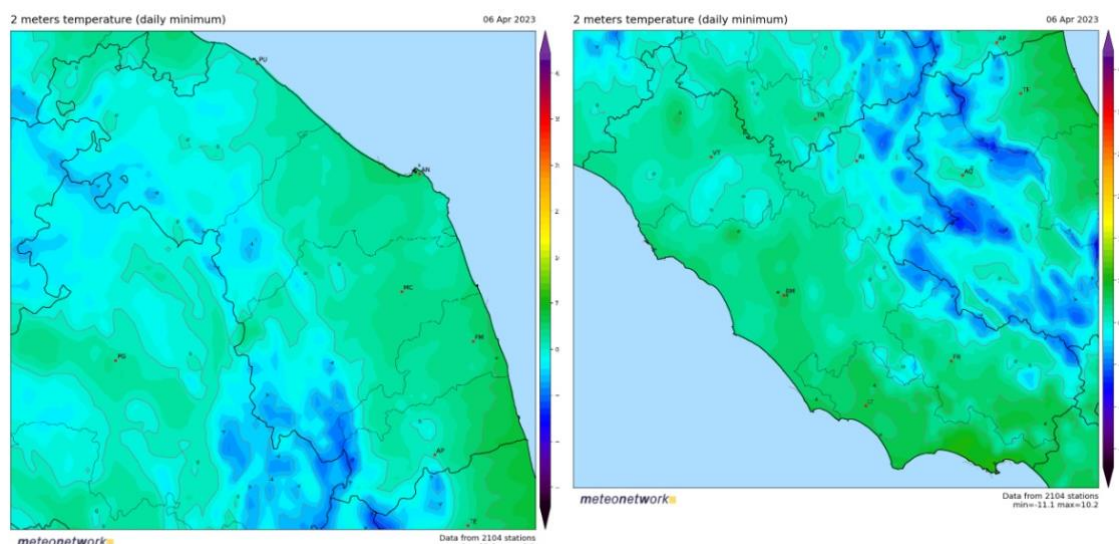 2 meters temperature (daily minimum) 06 Apr 2023
PU
AN
MC
FM
PG
AP
TE
meteonetwork
Data from 2104 stations
2 meters temperature (daily minimum) 06 Apr 2023
AP
TE
TR
VT
RI
AQ
RM
FR
LT
meteonetwork
Data from 2104 stations
min=-11.1 max=10.2